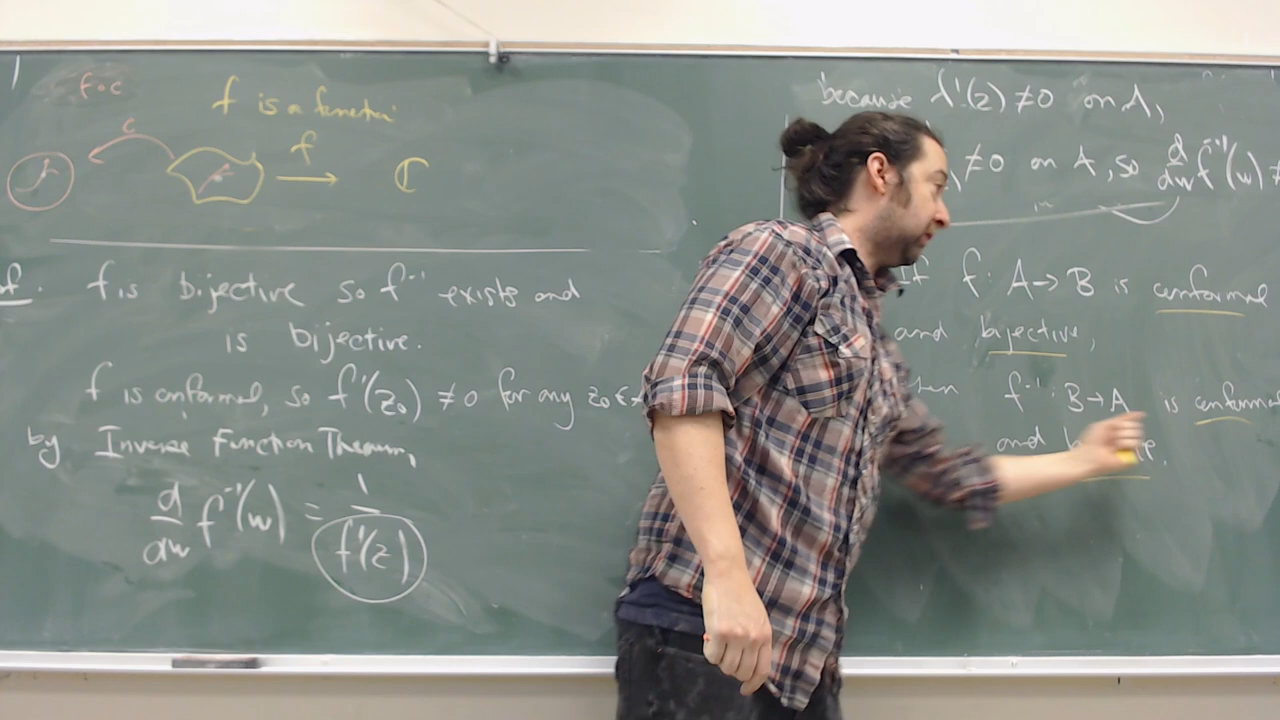 f∘c
f is a function
c
f
ℂ
of. f is bijective so f⁻¹ exists and
is bijective.
f is conformal, so f'(z₀) ≠ 0 for any z₀ ∈
by Inverse Function Theorem,
d/dw f⁻¹(w) = 1/f'(z)
because f'(z) ≠ 0 on A,
≠ 0 on A, so d/dw f⁻¹(w) ≠
If f: A → B is conformal
and bijective,
f⁻¹: B → A is conformal
and